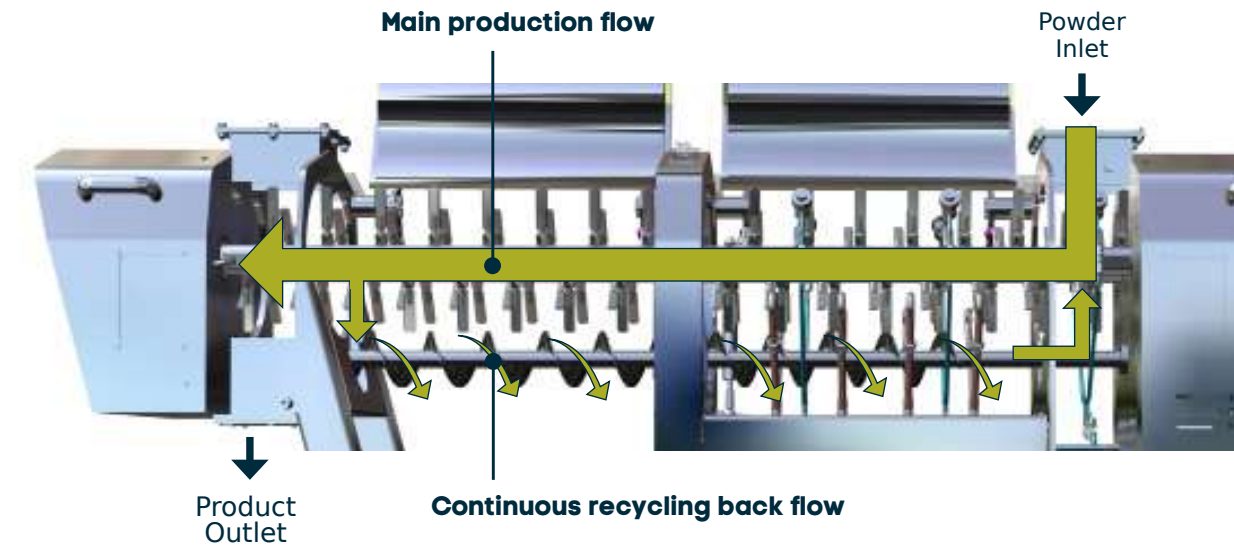 Main production flow
Powder
Inlet
Product
Outlet
Continuous recycling back flow